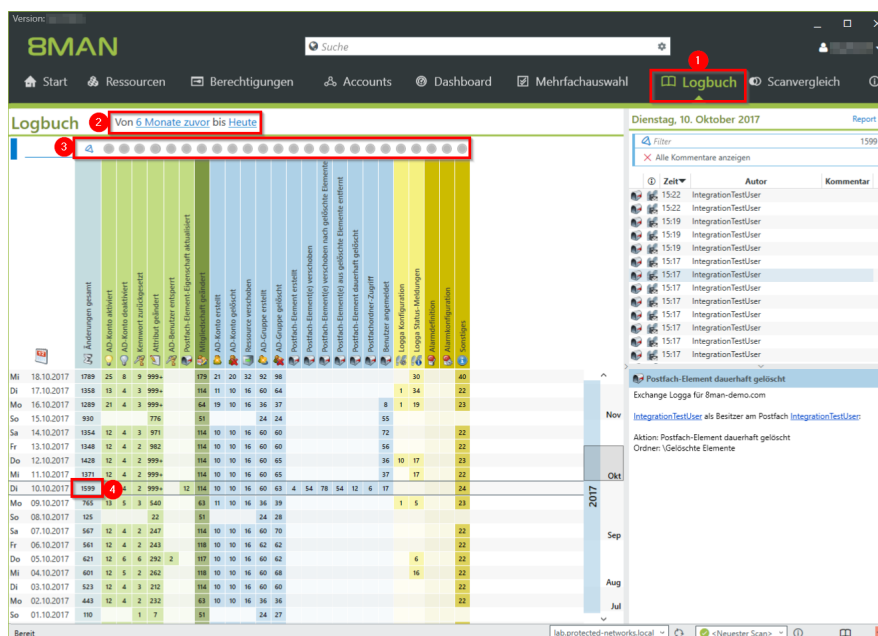 Version:
8MAN
Suche
Start
Ressourcen
Berechtigungen
Accounts
Dashboard
Mehrfachauswahl
1
Logbuch
Scanvergleich
Logbuch
2
Von 6 Monate zuvor bis Heute
3
Änderungen gesamt
AD-Konto aktiviert
AD-Konto deaktiviert
Kennwort zurückgesetzt
Attribut geändert
AD-Benutzer entsperrt
Postfach-Element-Eigenschaft aktualisiert
Mitgliedschaft geändert
AD-Konto erstellt
AD-Konto gelöscht
Ressource verschoben
AD-Gruppe erstellt
AD-Gruppe gelöscht
Postfach-Element erstellt
Postfach-Element(e) verschoben
Postfach-Element(e) verschoben nach gelöschte Elemente
Postfach-Element(e) aus gelöschte Elemente entfernt
Postfach-Element dauerhaft gelöscht
Postfachordner-Zugriff
Benutzer angemeldet
Logga Konfiguration
Logga Status-Meldungen
Alarmdefinition
Alarmkonfiguration
Sonstiges
Mi 18.10.2017 1789 25 8 9 999+ 179 21 20 32 92 98 30 40
Di 17.10.2017 1358 13 4 3 999+ 114 11 10 16 60 64 1 34 22
Mo 16.10.2017 1289 21 4 3 999+ 64 19 10 16 36 37 8 1 19 23
So 15.10.2017 930 776 51 24 24 55
Sa 14.10.2017 1354 12 4 3 971 114 10 10 16 60 60 72 22
Fr 13.10.2017 1348 12 4 2 982 114 10 10 16 60 60 56 22
Do 12.10.2017 1428 12 4 2 999+ 114 10 10 16 60 65 36 10 17 23
Mi 11.10.2017 1371 12 4 2 999+ 114 10 10 16 60 65 37 17 22
Di 10.10.2017 1599 4 4 2 999+ 12 114 10 10 16 60 63 4 54 78 54 12 6 17 24
Mo 09.10.2017 765 13 5 3 540 63 11 10 16 36 39 1 5 23
So 08.10.2017 125 22 51 24 28
Sa 07.10.2017 567 12 4 2 247 114 10 10 16 60 70 22
Fr 06.10.2017 561 12 4 2 243 118 10 10 16 62 62 22
Do 05.10.2017 621 12 6 6 292 2 117 10 10 16 60 62 6 22
Mi 04.10.2017 601 12 5 2 262 118 10 10 16 60 68 16 22
Di 03.10.2017 523 12 4 3 212 114 10 10 16 60 60 22
Mo 02.10.2017 443 12 4 2 232 63 10 10 16 36 36 22
So 01.10.2017 110 1 7 51 24 27
Nov
Okt
2017
Sep
Aug
Jul
Dienstag, 10. Oktober 2017
Report
Filter 1599
Alle Kommentare anzeigen
Zeit Autor Kommentar
15:22 IntegrationTestUser
15:22 IntegrationTestUser
15:19 IntegrationTestUser
15:19 IntegrationTestUser
15:19 IntegrationTestUser
15:17 IntegrationTestUser
15:17 IntegrationTestUser
15:17 IntegrationTestUser
15:17 IntegrationTestUser
15:17 IntegrationTestUser
15:17 IntegrationTestUser
15:17 IntegrationTestUser
15:17 IntegrationTestUser
Postfach-Element dauerhaft gelöscht
Exchange Logga für 8man-demo.com
IntegrationTestUser als Besitzer am Postfach IntegrationTestUser:
Aktion: Postfach-Element dauerhaft gelöscht
Ordner: \Gelöschte Elemente
Bereit
lab.protected-networks.local
<Neuester Scan>